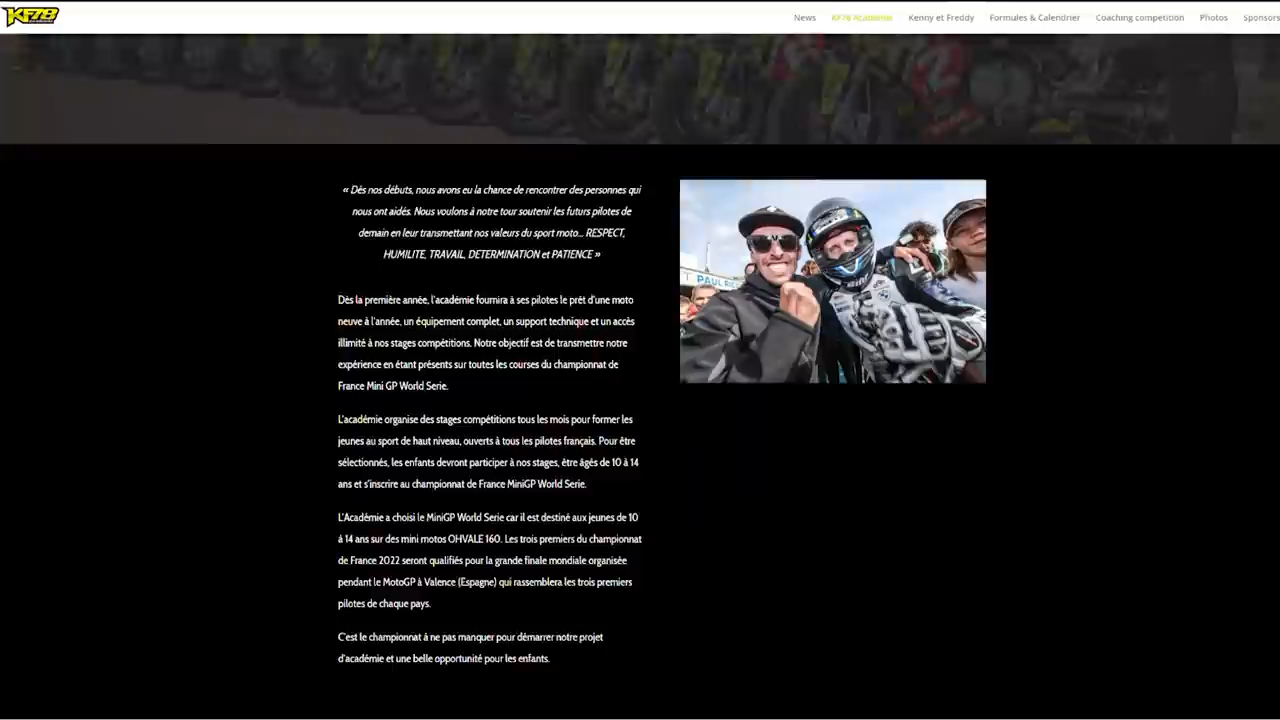 KF78
News KF78 Académie Kenny et Freddy Formules & Calendrier Coaching competition Photos Sponsors
« Dès nos débuts, nous avons eu la chance de rencontrer des personnes qui
nous ont aidés. Nous voulons à notre tour soutenir les futurs pilotes de
demain en leur transmettant nos valeurs du sport moto... RESPECT,
HUMILITE, TRAVAIL, DETERMINATION et PATIENCE »
PAUL RIC
Dès la première année, l'académie fournira à ses pilotes le prêt d'une moto
neuve à l'année, un équipement complet, un support technique et un accès
illimité à nos stages compétitions. Notre objectif est de transmettre notre
expérience en étant présents sur toutes les courses du championnat de
France Mini GP World Serie.
L'académie organise des stages compétitions tous les mois pour former les
jeunes au sport de haut niveau, ouverts à tous les pilotes français. Pour être
sélectionnés, les enfants devront participer à nos stages, être âgés de 10 à 14
ans et s'inscrire au championnat de France MiniGP World Serie.
L'Académie a choisi le MiniGP World Serie car il est destiné aux jeunes de 10
à 14 ans sur des mini motos OHVALE 160. Les trois premiers du championnat
de France 2022 seront qualifiés pour la grande finale mondiale organisée
pendant le MotoGP à Valence (Espagne) qui rassemblera les trois premiers
pilotes de chaque pays.
C'est le championnat à ne pas manquer pour démarrer notre projet
d'académie et une belle opportunité pour les enfants.